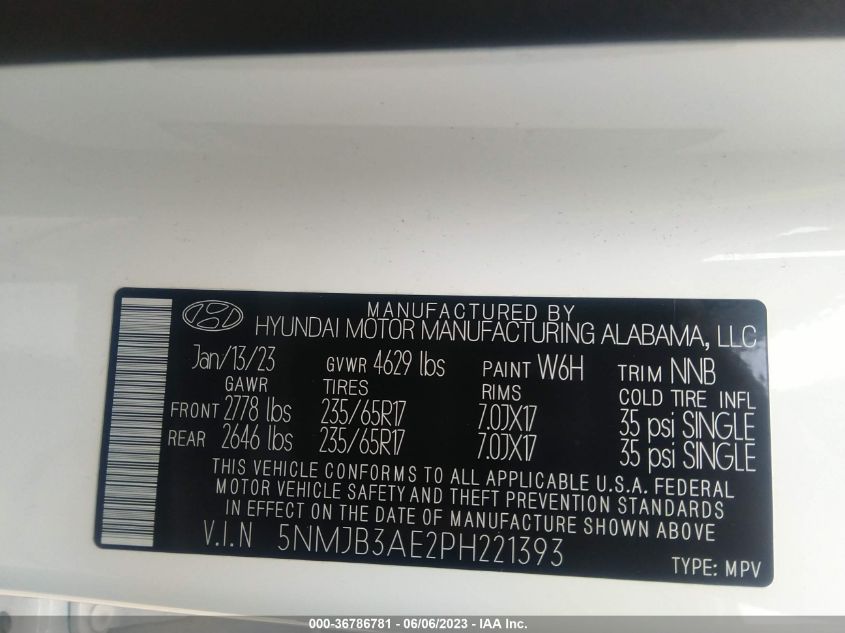 MANUFACTURED BY
HYUNDAI MOTOR MANUFACTURING ALABAMA, LLC
Jan/13/23 GVWR 4629 lbs PAINT W6H TRIM NNB
GAWR TIRES RIMS COLD TIRE INFL
FRONT 2778 lbs 235/65R17 7.0JX17 35 psi SINGLE
REAR 2646 lbs 235/65R17 7.0JX17 35 psi SINGLE
THIS VEHICLE CONFORMS TO ALL APPLICABLE U.S.A. FEDERAL
MOTOR VEHICLE SAFETY AND THEFT PREVENTION STANDARDS
IN EFFECT ON THE DATE OF MANUFACTURE SHOWN ABOVE
V.I.N 5NMJB3AE2PH221393
TYPE: MPV
000-36786781 - 06/06/2023 - IAA Inc.